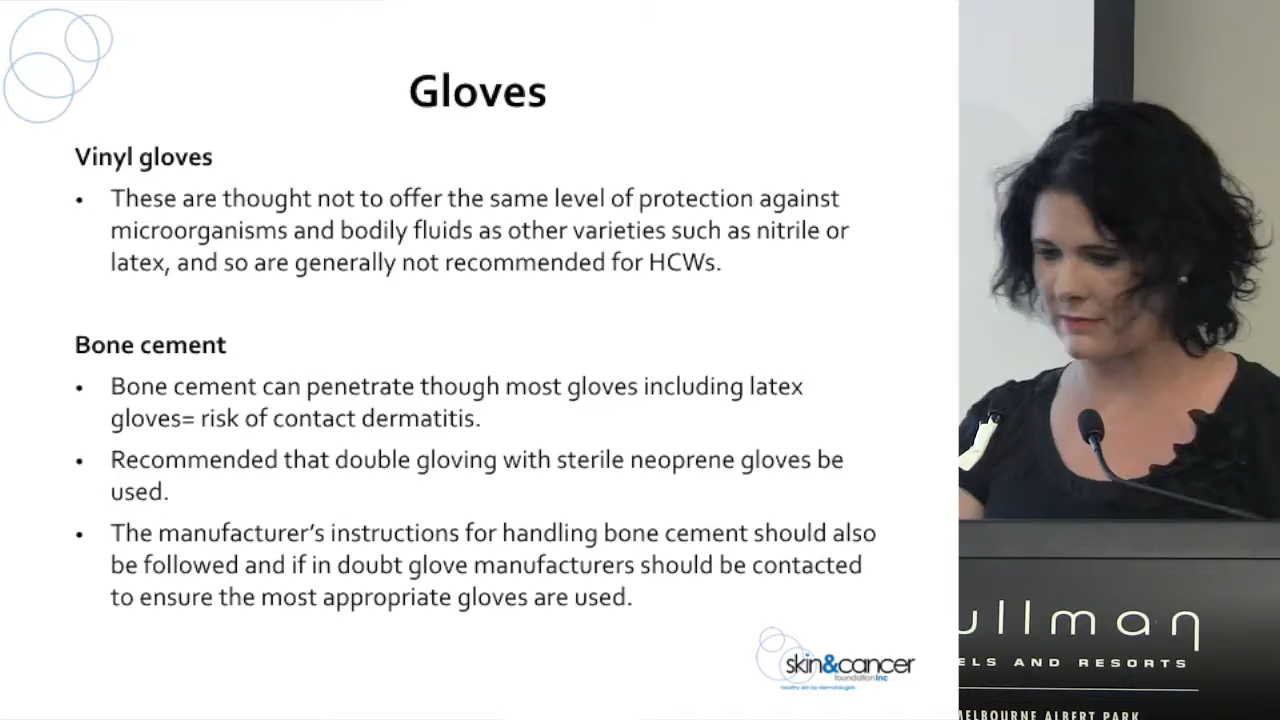 Gloves
Vinyl gloves
• These are thought not to offer the same level of protection against
microorganisms and bodily fluids as other varieties such as nitrile or
latex, and so are generally not recommended for HCWs.
Bone cement
• Bone cement can penetrate though most gloves including latex
gloves= risk of contact dermatitis.
• Recommended that double gloving with sterile neoprene gloves be
used.
• The manufacturer's instructions for handling bone cement should also
be followed and if in doubt glove manufacturers should be contacted
to ensure the most appropriate gloves are used.
skin&cancer
foundation inc
healthy skin by dermatologists
ullman
ELS AND RESORTS
MELBOURNE ALBERT PARK